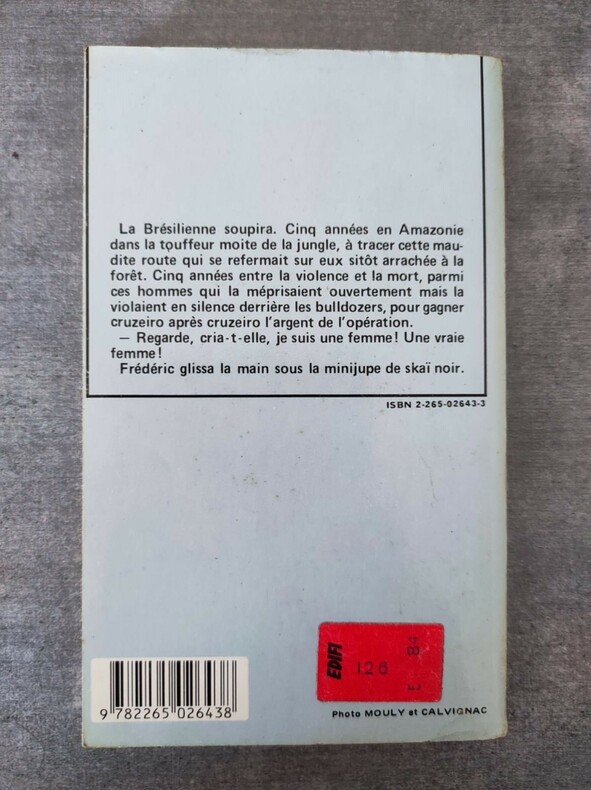 La Brésilienne soupira. Cinq années en Amazonie
dans la touffeur moite de la jungle, à tracer cette mau-
dite route qui se refermait sur eux sitôt arrachée à la
forêt. Cinq années entre la violence et la mort, parmi
ces hommes qui la méprisaient ouvertement mais la
violaient en silence derrière les bulldozers, pour gagner
cruzeiro après cruzeiro l'argent de l'opération.
— Regarde, cria-t-elle, je suis une femme! Une vraie
femme!
Frédéric glissa la main sous la minijupe de skaï noir.
ISBN 2-265-02643-3
EDIFI
126
E 84
9 782265 026438
Photo MOULY et CALVIGNAC